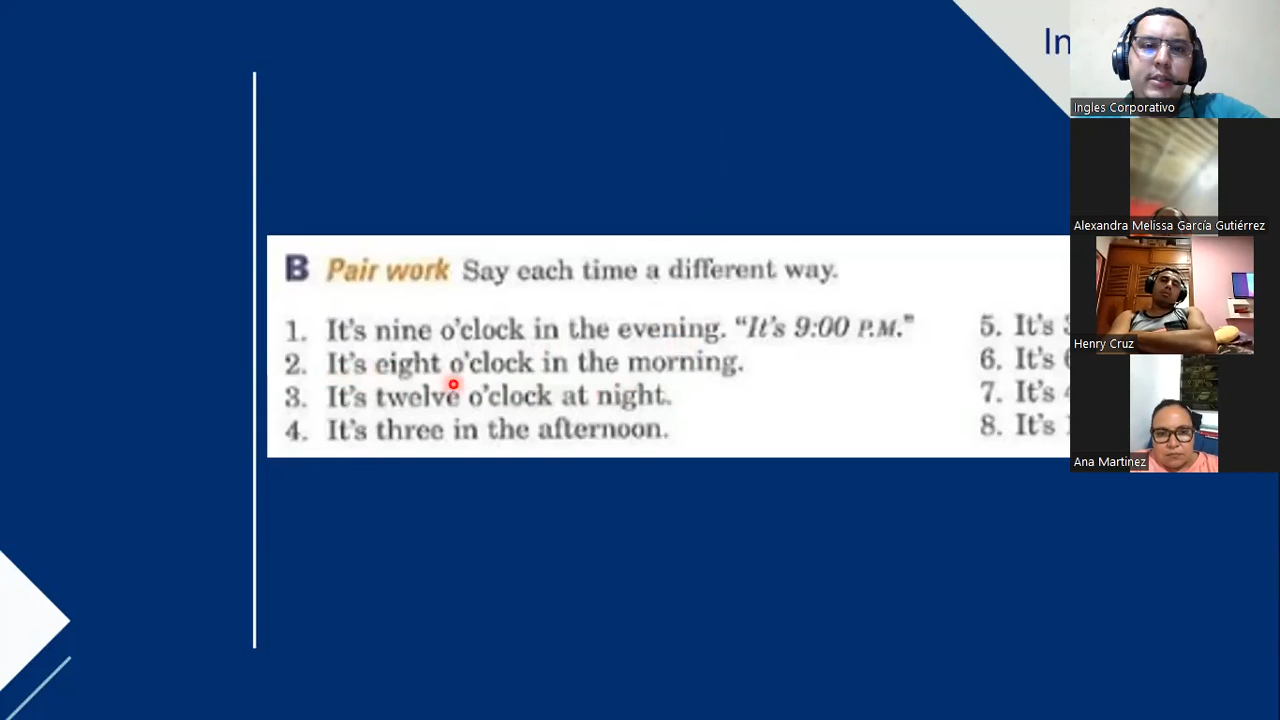 In
B Pair work Say each time a different way.
1. It's nine o'clock in the evening. "It's 9:00 P.M."
2. It's eight o'clock in the morning.
3. It's twelve o'clock at night.
4. It's three in the afternoon.
5. It's
6. It's
7. It's
8. It's
Ingles Corporativo
Alexandra Melissa García Gutiérrez
Henry Cruz
Ana Martinez